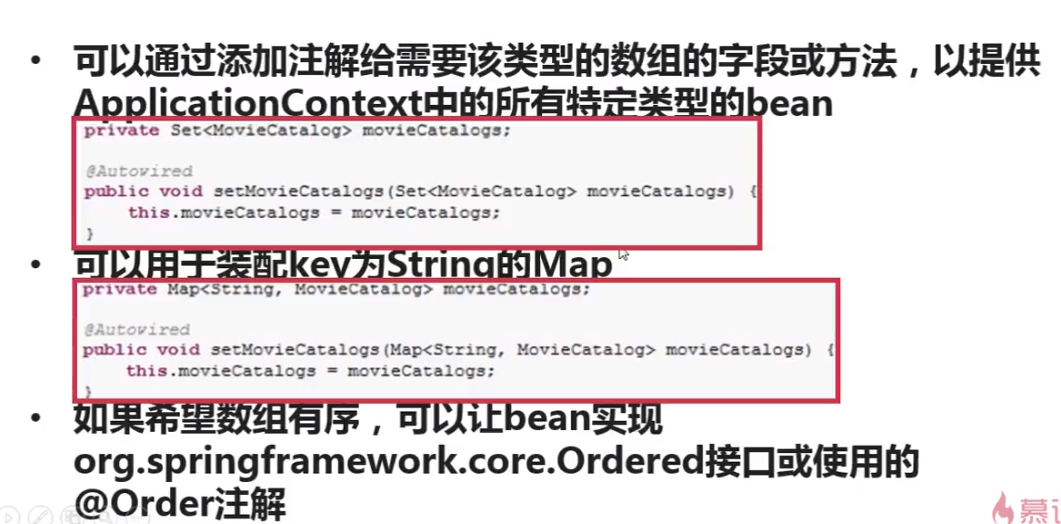 可以通过添加注解给需要该类型的数组的字段或方法，以提供
ApplicationContext中的所有特定类型的bean
private Set<MovieCatalog> movieCatalogs;
@Autowired
public void setMovieCatalogs(Set<MovieCatalog> movieCatalogs) {
this.movieCatalogs = movieCatalogs;
}
可以用于装配key为String的Map
private Map<String, MovieCatalog> movieCatalogs;
@Autowired
public void setMovieCatalogs(Map<String, MovieCatalog> movieCatalogs) {
this.movieCatalogs = movieCatalogs;
}
如果希望数组有序，可以让bean实现
org.springframework.core.Ordered接口或使用的
@Order注解
慕